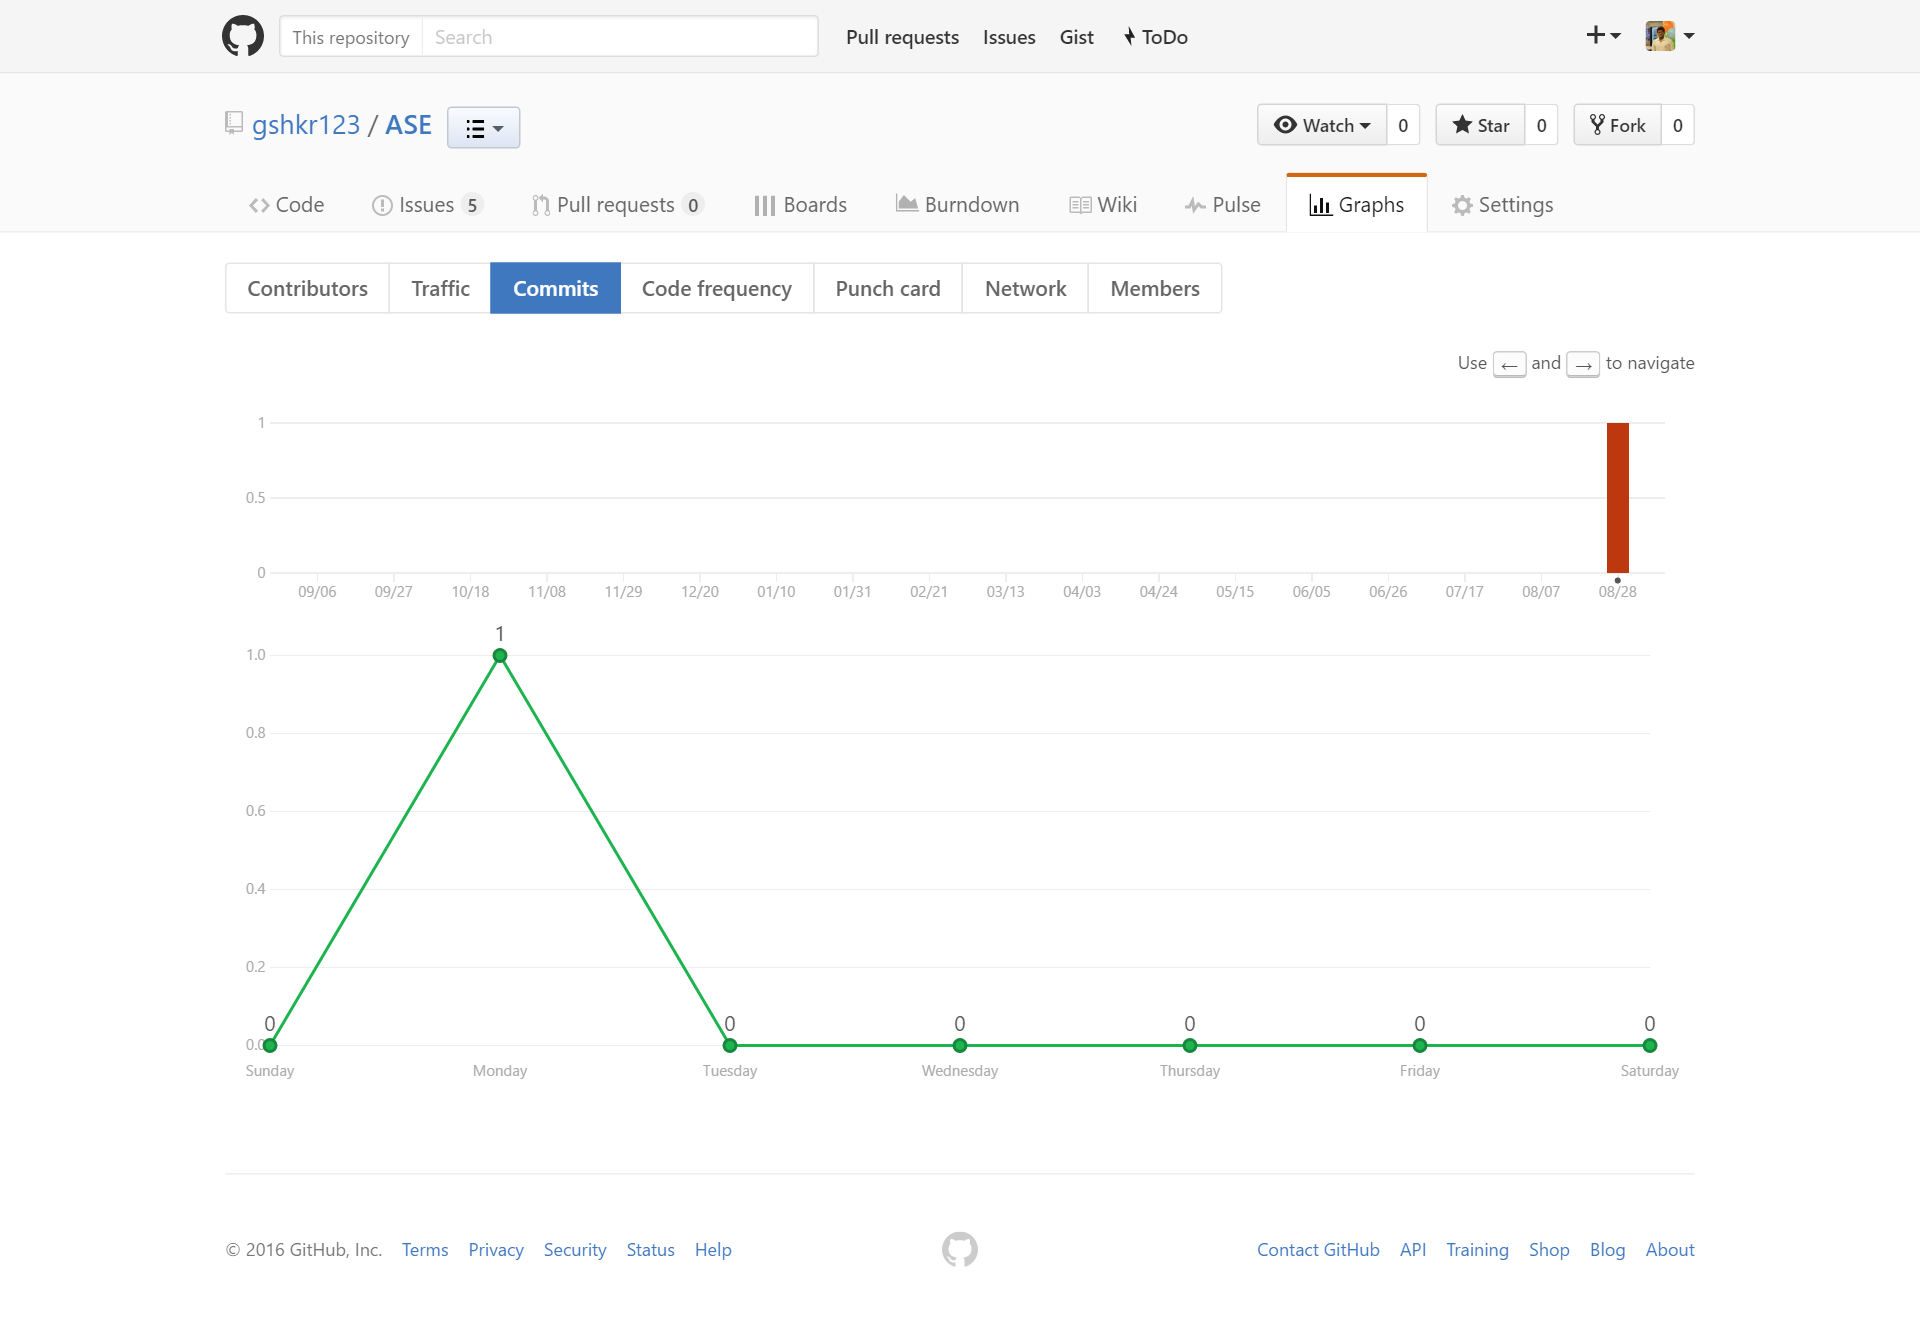 This repository Search Pull requests Issues Gist ToDo
gshkr123 / ASE Watch 0 Star 0 Fork 0
Code Issues 5 Pull requests 0 Boards Burndown Wiki Pulse Graphs Settings
Contributors Traffic Commits Code frequency Punch card Network Members
Use ← and → to navigate
1
0.5
0
09/06 09/27 10/18 11/08 11/29 12/20 01/10 01/31 02/21 03/13 04/03 04/24 05/15 06/05 06/26 07/17 08/07 08/28
1
1.0
0.8
0.6
0.4
0.2
0 0 0 0 0 0
0.0
Sunday Monday Tuesday Wednesday Thursday Friday Saturday
© 2016 GitHub, Inc. Terms Privacy Security Status Help Contact GitHub API Training Shop Blog About